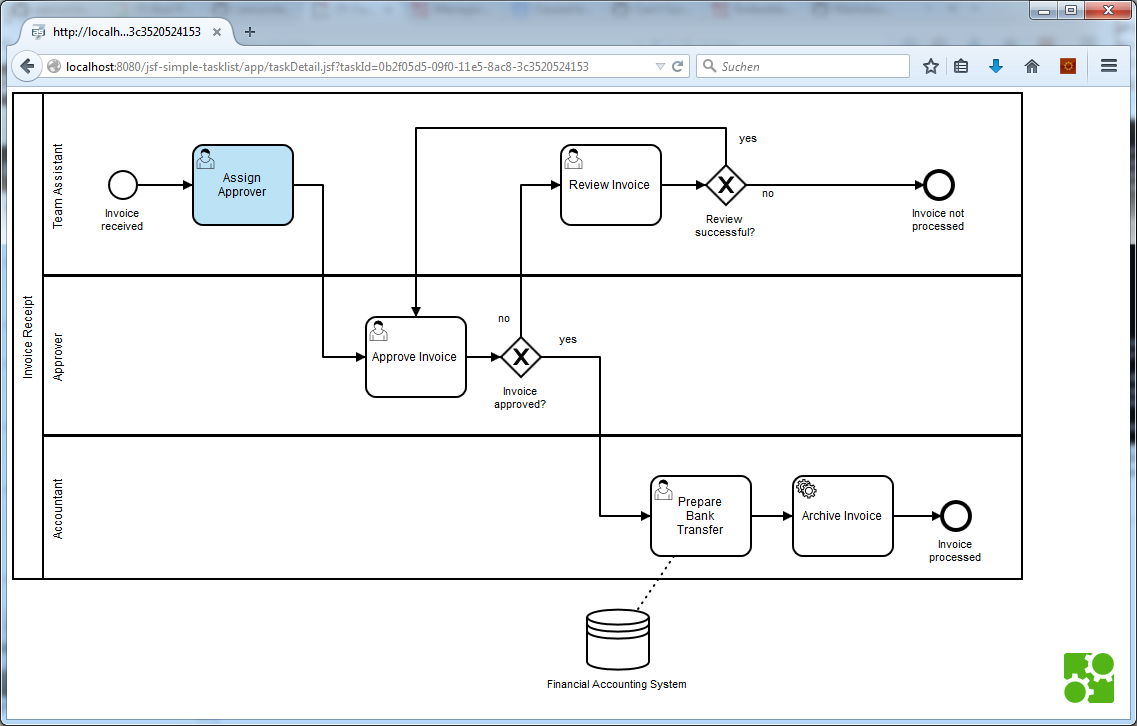 http://localh...3c3520524153
localhost:8080/jsf-simple-tasklist/app/taskDetail.jsf?taskId=0b2f05d5-09f0-11e5-8ac8-3c3520524153
Suchen
Invoice Receipt
Team Assistant
Invoice
received
Assign
Approver
Review Invoice
yes
no
Review
successful?
Invoice not
processed
Approver
Approve Invoice
no
yes
Invoice
approved?
Accountant
Prepare
Bank
Transfer
Archive Invoice
Invoice
processed
Financial Accounting System